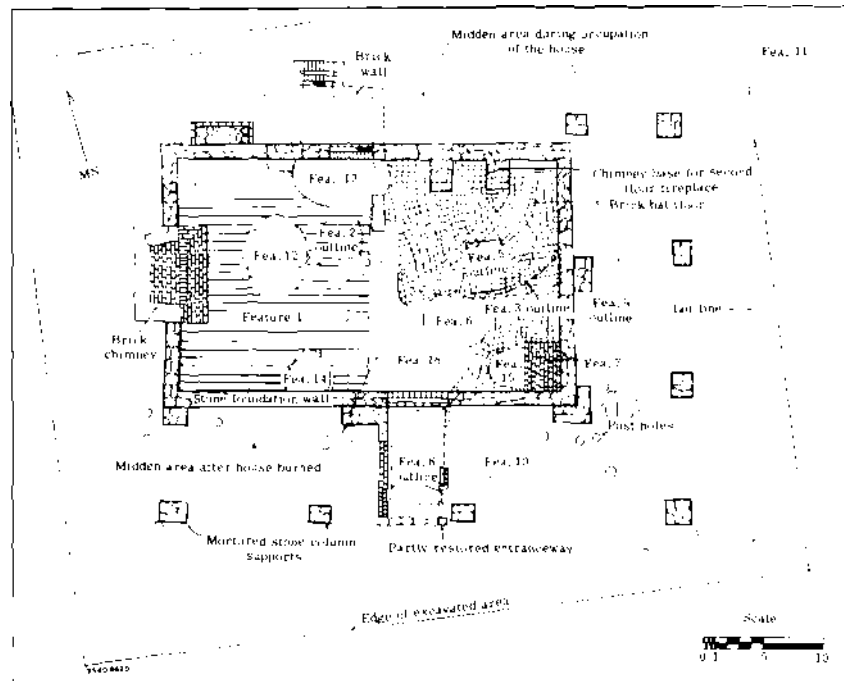 Midden area during occupation
of the house
Fea. 11
Brick
wall
MN
Chimney base for second
floor fireplace
Brick bat floor
Fea. 13
Fea. 2
outline
Fea. 12
Fea. 5
outline
Fea. 3 outline
Fea. 4
outline
Feature 1
Fea. 6
Brick
chimney
Fea. 14
Fea.
15
Fea. 7
Stone foundation wall
Post holes
Midden area after house burned
Fea. 8
outline
Fea. 10
Mortared stone column
supports
Partly restored entranceway
Edge of excavated area
Scale
0 1 5 10